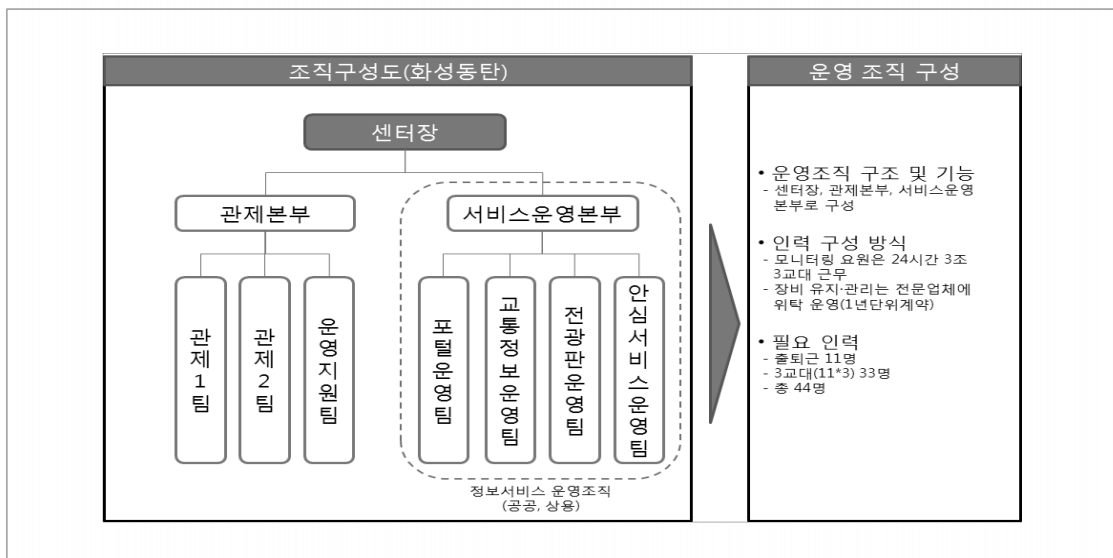 조직구성도(화성동탄)
센터장
관제본부
서비스운영본부
관제1팀
관제2팀
운영지원팀
포털운영팀
교통정보운영팀
전광판운영팀
안심서비스운영팀
정보서비스 운영조직
(공공, 상용)
운영 조직 구성
• 운영조직 구조 및 기능
- 센터장, 관제본부, 서비스운영
본부로 구성
• 인력 구성 방식
- 모니터링 요원은 24시간 3조
3교대 근무
- 장비 유지·관리는 전문업체에
위탁 운영(1년단위계약)
• 필요 인력
- 출퇴근 11명
- 3교대(11*3) 33명
- 총 44명